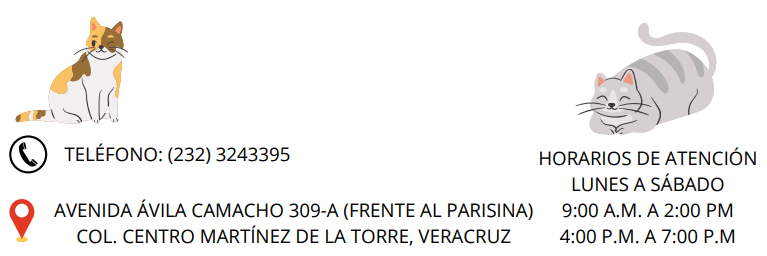 TELÉFONO: (232) 3243395
AVENIDA ÁVILA CAMACHO 309-A (FRENTE AL PARISINA)
COL. CENTRO MARTÍNEZ DE LA TORRE, VERACRUZ
HORARIOS DE ATENCIÓN
LUNES A SÁBADO
9:00 A.M. A 2:00 PM
4:00 P.M. A 7:00 P.M